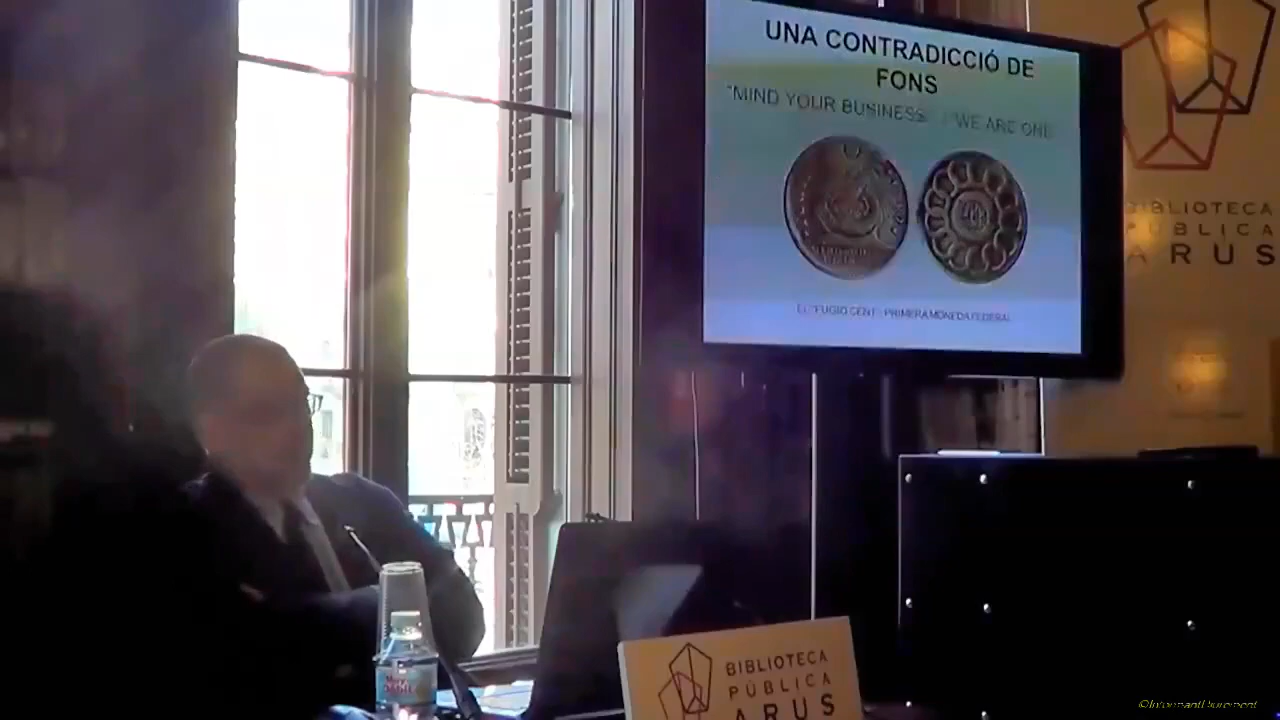 UNA CONTRADICCIÓ DE
FONS
"MIND YOUR BUSINESS" / "WE ARE ONE"
EL "FUGIO CENT", PRIMERA MONEDA FEDERAL
BIBLIOTECA
PÚBLICA
ARUS
BIBLIOTECA
PÚBLICA
ARUS